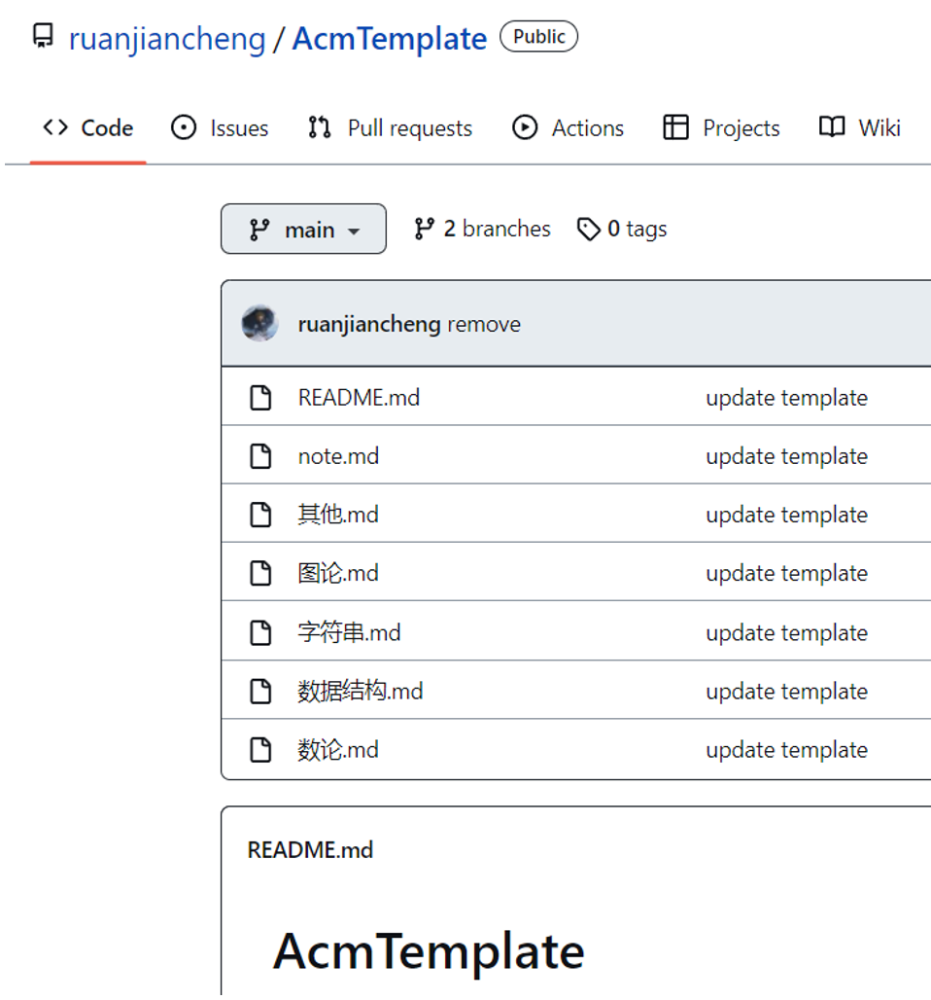 ruanjiancheng / AcmTemplate Public
Code Issues Pull requests Actions Projects Wiki
main 2 branches 0 tags
ruanjiancheng remove
README.md update template
note.md update template
其他.md update template
图论.md update template
字符串.md update template
数据结构.md update template
数论.md update template
README.md
AcmTemplate